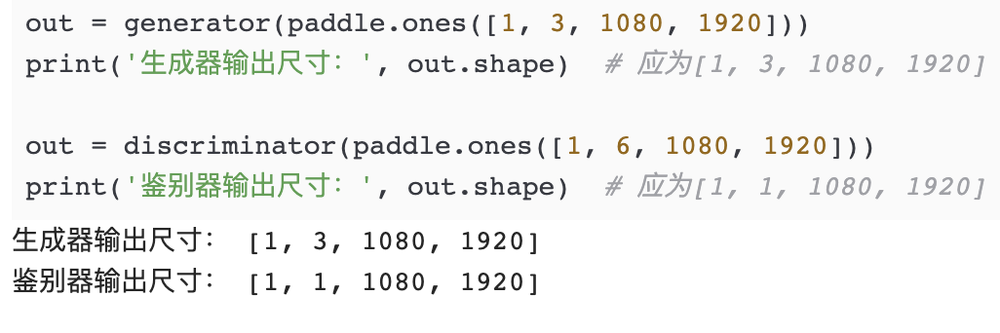 out = generator(paddle.ones([1, 3, 1080, 1920]))
print('生成器输出尺寸：', out.shape)  # 应为[1, 3, 1080, 1920]
out = discriminator(paddle.ones([1, 6, 1080, 1920]))
print('鉴别器输出尺寸：', out.shape)  # 应为[1, 1, 1080, 1920]
生成器输出尺寸： [1, 3, 1080, 1920]
鉴别器输出尺寸： [1, 1, 1080, 1920]